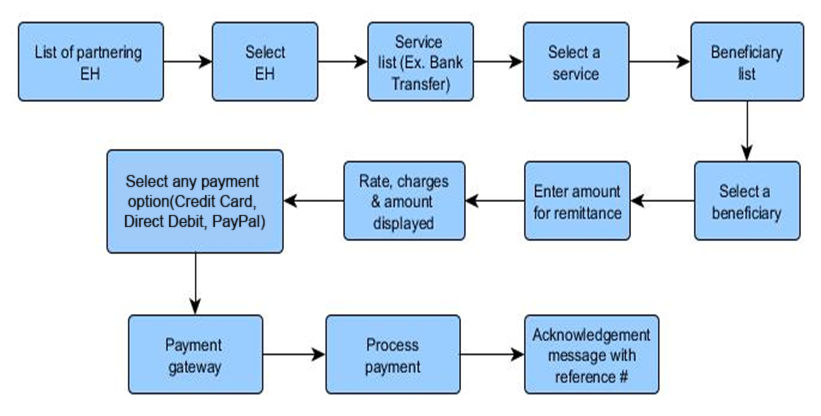 List of partnering
EH
Select
EH
Service
list (Ex. Bank
Transfer)
Select a
service
Beneficiary
list
Select any payment
option(Credit Card,
Direct Debit, PayPal)
Rate, charges
& amount
displayed
Enter amount
for remittance
Select a
beneficiary
Payment
gateway
Process
payment
Acknowledgement
message with
reference #